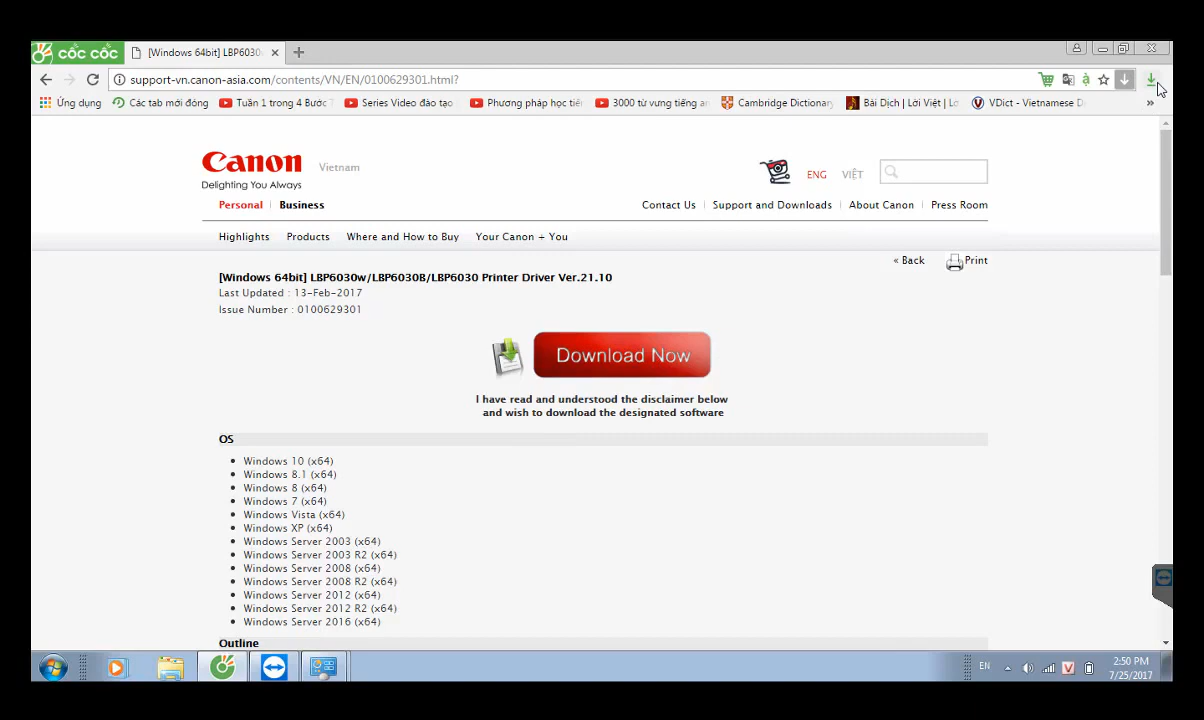 cốc cốc
[Windows 64bit] LBP6030
support-vn.canon-asia.com/contents/VN/EN/0100629301.html?
Ứng dụng
Các tab mới đóng
Tuần 1 trong 4 Bước
Series Video đào tạo
Phương pháp học tiế
3000 từ vựng tiếng a
Cambridge Dictionary
Bài Dịch | Lời Việt | Lơ
VDict - Vietnamese D
»
Canon
Delighting You Always
Vietnam
ENG
VIỆT
Personal
Business
Contact Us
Support and Downloads
About Canon
Press Room
Highlights
Products
Where and How to Buy
Your Canon + You
« Back
Print
[Windows 64bit] LBP6030w/LBP6030B/LBP6030 Printer Driver Ver.21.10
Last Updated : 13-Feb-2017
Issue Number : 0100629301
Download Now
I have read and understood the disclaimer below
and wish to download the designated software
OS
Windows 10 (x64)
Windows 8.1 (x64)
Windows 8 (x64)
Windows 7 (x64)
Windows Vista (x64)
Windows XP (x64)
Windows Server 2003 (x64)
Windows Server 2003 R2 (x64)
Windows Server 2008 (x64)
Windows Server 2008 R2 (x64)
Windows Server 2012 (x64)
Windows Server 2012 R2 (x64)
Windows Server 2016 (x64)
Outline
EN
V
2:50 PM
7/25/2017